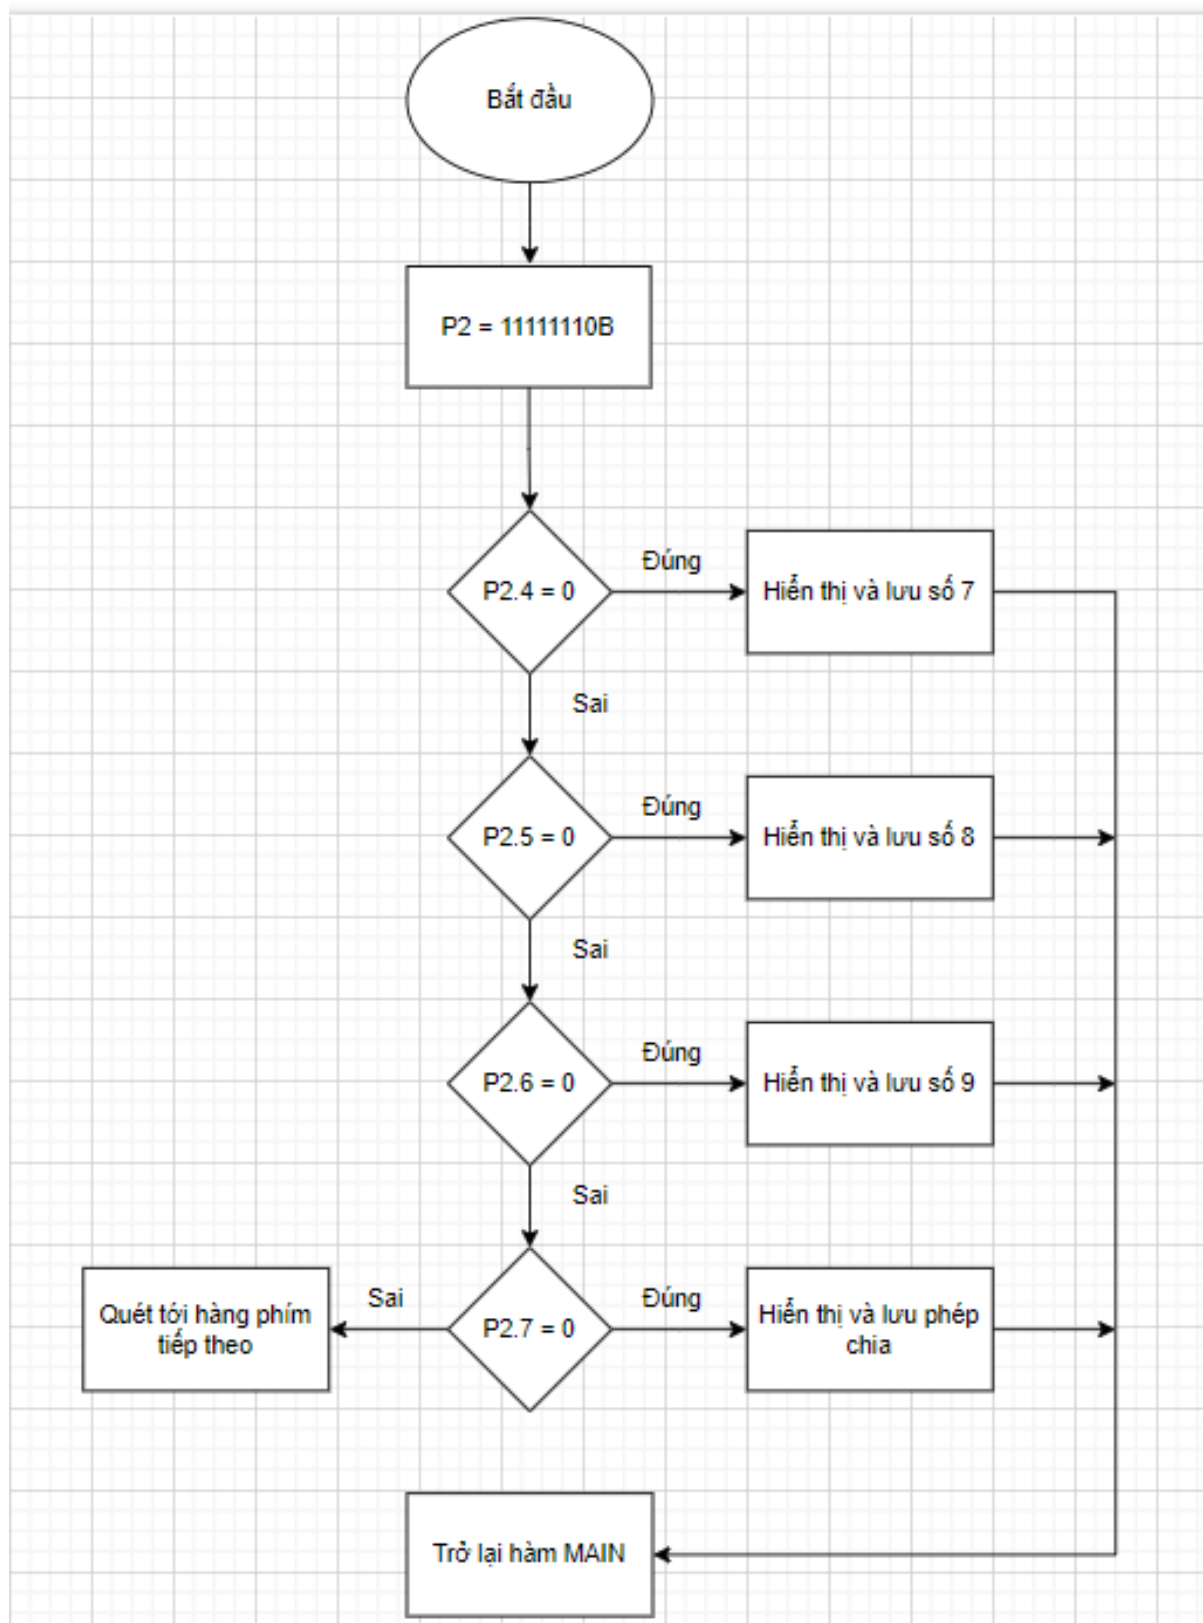 Bắt đầu
P2 = 11111110B
P2.4 = 0
Đúng
Hiển thị và lưu số 7
Sai
P2.5 = 0
Đúng
Hiển thị và lưu số 8
Sai
P2.6 = 0
Đúng
Hiển thị và lưu số 9
Sai
Quét tới hàng phím
tiếp theo
Sai
P2.7 = 0
Đúng
Hiển thị và lưu phép
chia
Trở lại hàm MAIN